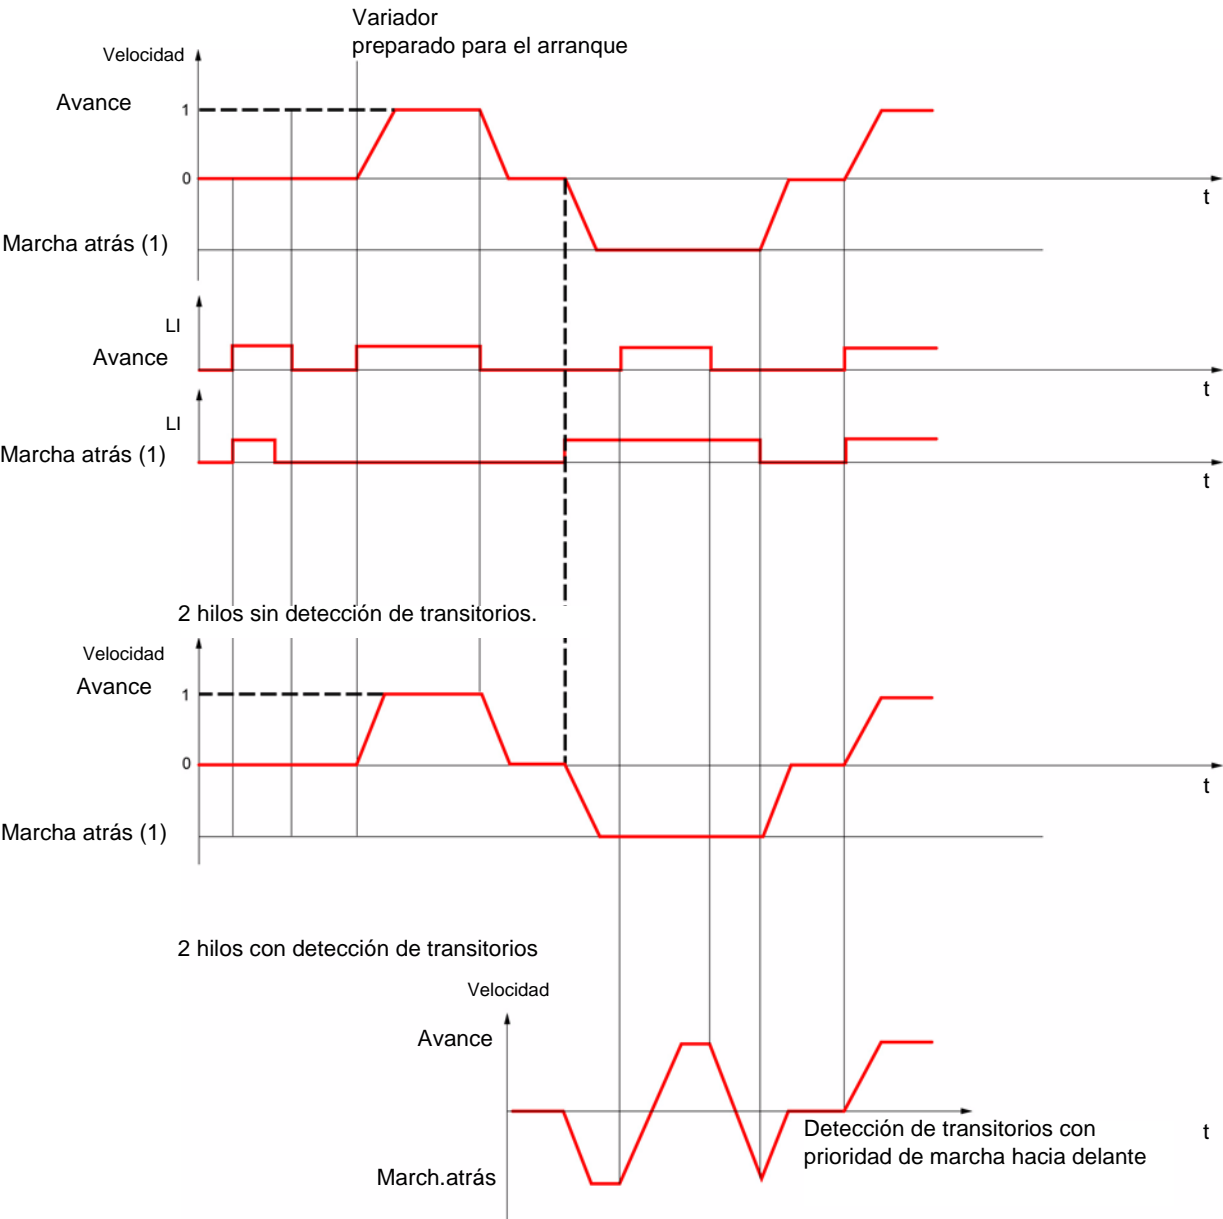 Variador
preparado para el arranque
Velocidad
Avance
1
0
t
Marcha atrás (1)
LI
Avance
t
LI
Marcha atrás (1)
t
2 hilos sin detección de transitorios.
Velocidad
Avance
1
0
t
Marcha atrás (1)
2 hilos con detección de transitorios
Velocidad
Avance
Detección de transitorios con
prioridad de marcha hacia delante
t
March.atrás